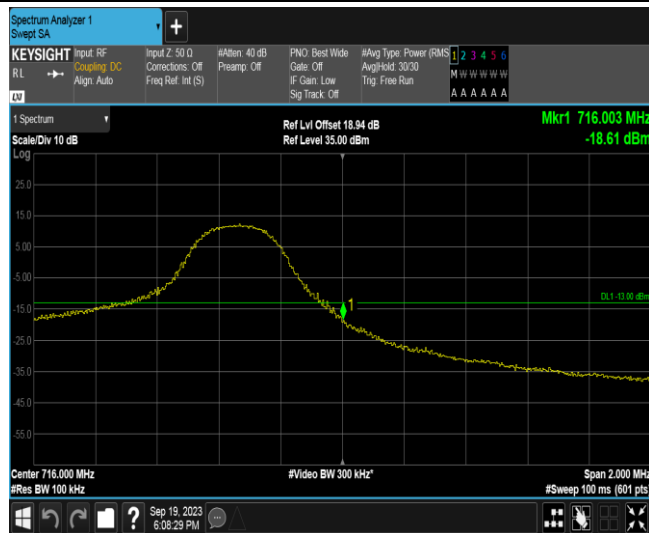 Spectrum Analyzer 1
Swept SA
+
KEYSIGHT
RL
LXI
Input: RF
Coupling: DC
Align: Auto
Input Z: 50 Ω
Corrections: Off
Freq Ref: Int (S)
#Atten: 40 dB
Preamp: Off
PNO: Best Wide
Gate: Off
IF Gain: Low
Sig Track: Off
#Avg Type: Power (RMS
Avg|Hold: 30/30
Trig: Free Run
1 2 3 4 5 6
M W W W W W
A A A A A A
1 Spectrum
Scale/Div 10 dB
Ref Lvl Offset 18.94 dB
Ref Level 35.00 dBm
Mkr1 716.003 MHz
-18.61 dBm
Log
25.0
15.0
5.00
-5.00
-15.0
-25.0
-35.0
-45.0
-55.0
1
DL1 -13.00 dBm
Center 716.000 MHz
#Res BW 100 kHz
#Video BW 300 kHz*
Span 2.000 MHz
#Sweep 100 ms (601 pts)
?
Sep 19, 2023
6:08:29 PM